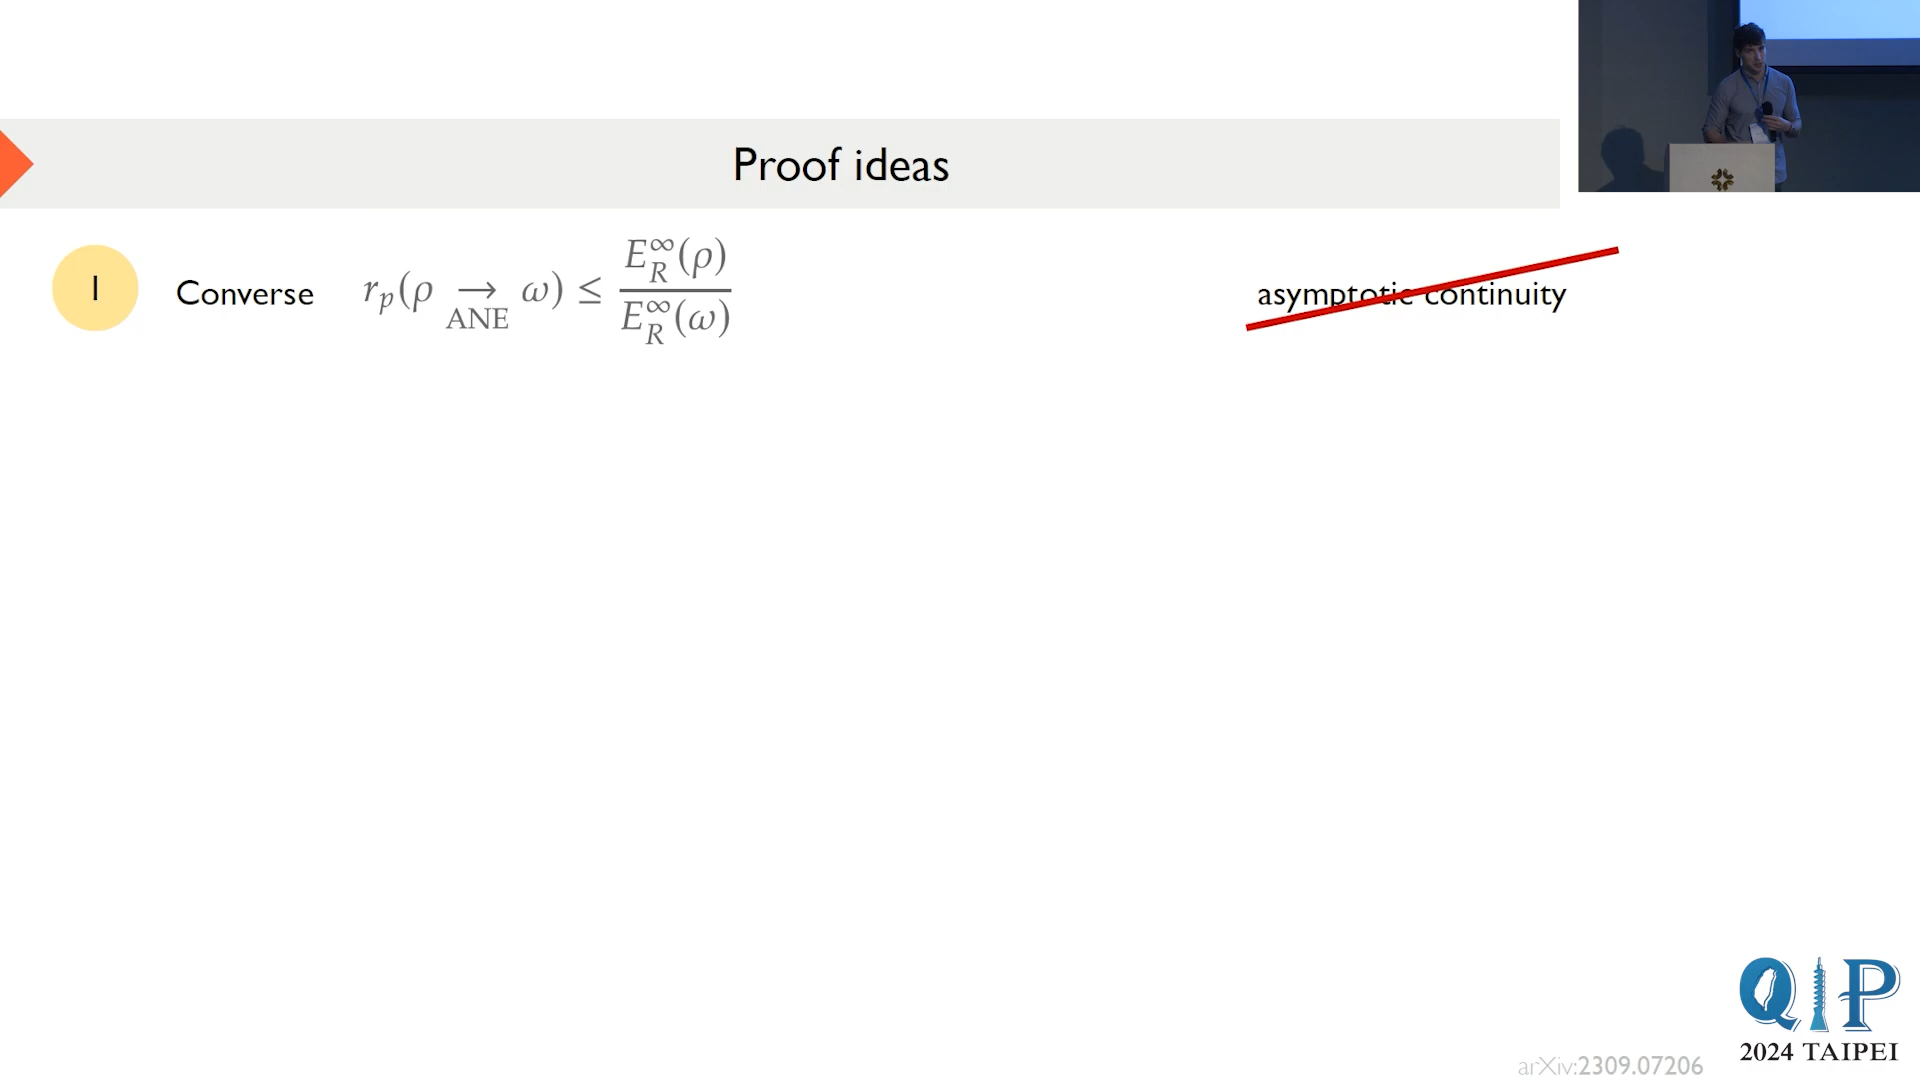 Proof ideas
1 Converse r_p(ρ →_ANE ω) ≤ E_R^∞(ρ) / E_R^∞(ω) asymptotic continuity
QIP
2024 TAIPEI
arXiv:2309.07206